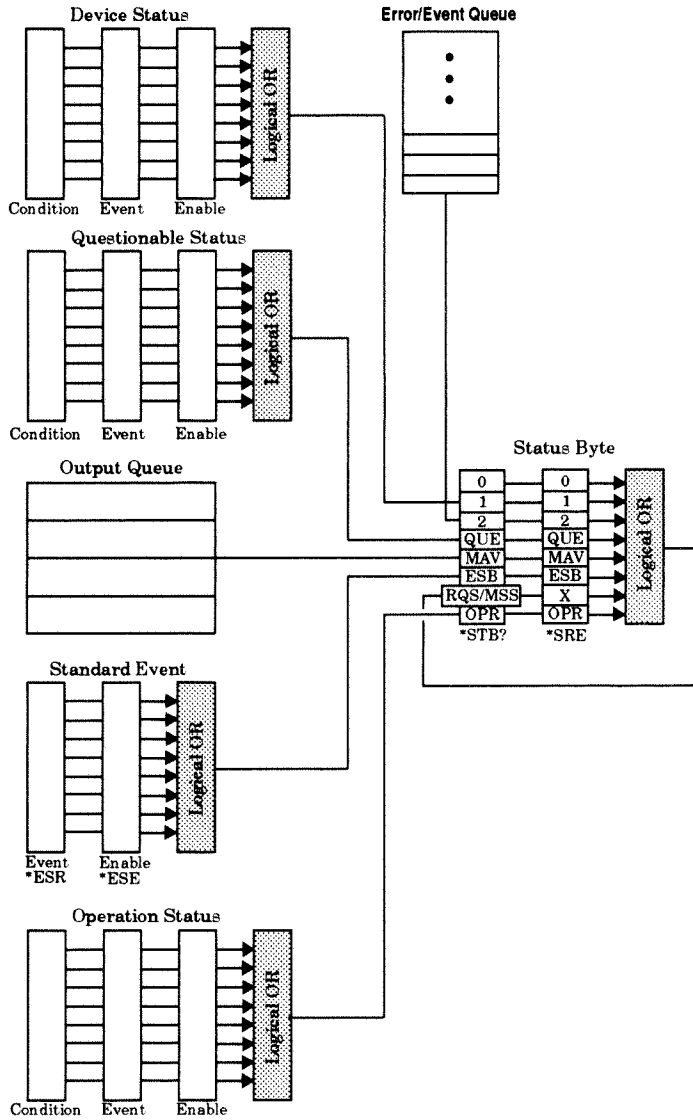 Device Status
Logical OR
Condition Event Enable
Error/Event Queue
Questionable Status
Logical OR
Condition Event Enable
Output Queue
Status Byte
0 0
1 1
2 2
QUE QUE
MAV MAV
ESB ESB
RQS/MSS X
OPR OPR
Logical OR
*STB? *SRE
Standard Event
Logical OR
Event Enable
*ESR *ESE
Operation Status
Logical OR
Condition Event Enable